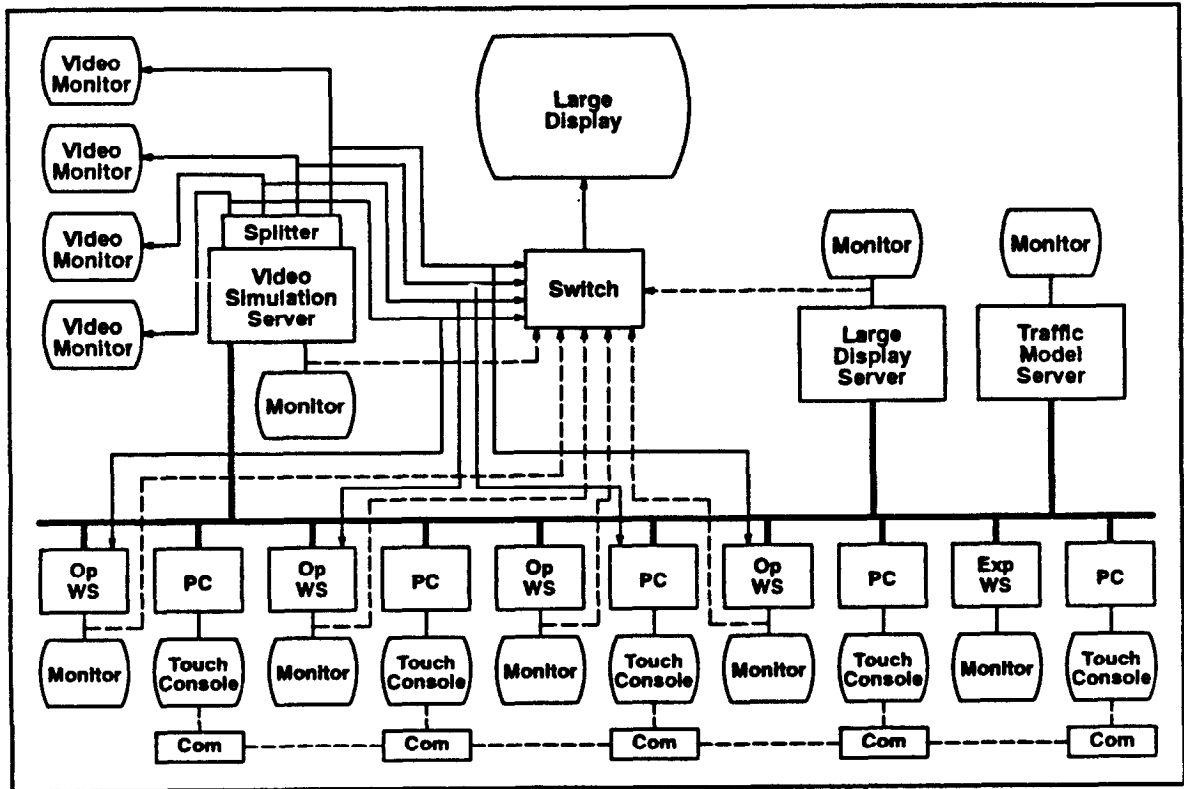 Video
Monitor
Large
Display
Video
Monitor
Video
Monitor
Splitter
Monitor
Monitor
Video
Simulation
Server
Switch
Video
Monitor
Large
Display
Server
Traffic
Model
Server
Monitor
Op
WS
PC
Op
WS
PC
Op
WS
PC
Op
WS
PC
Exp
WS
PC
Monitor
Touch
Console
Monitor
Touch
Console
Monitor
Touch
Console
Monitor
Touch
Console
Monitor
Touch
Console
Com
Com
Com
Com
Com